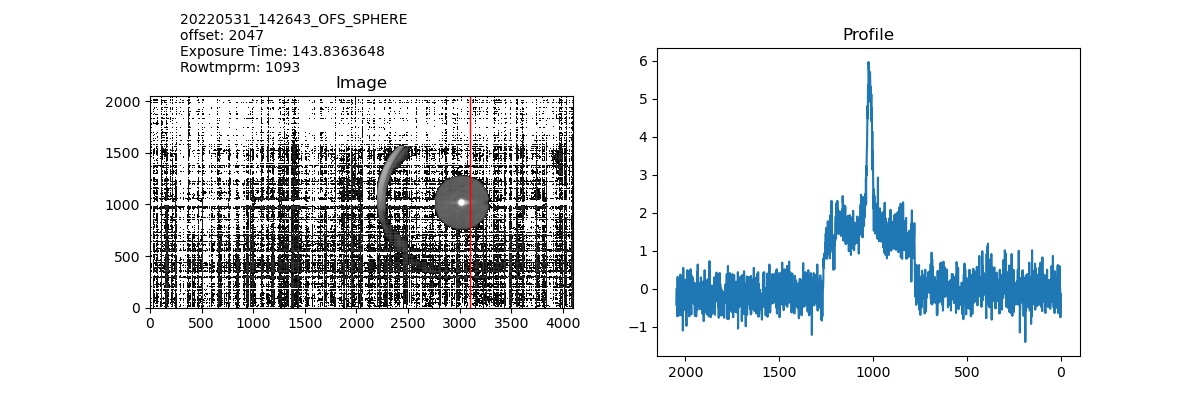 20220531_142643_OFS_SPHERE
offset: 2047
Exposure Time: 143.8363648
Rowtmprm: 1093
Image
2000
1500
1000
500
0
0 500 1000 1500 2000 2500 3000 3500 4000
Profile
6
5
4
3
2
1
0
−1
2000 1500 1000 500 0